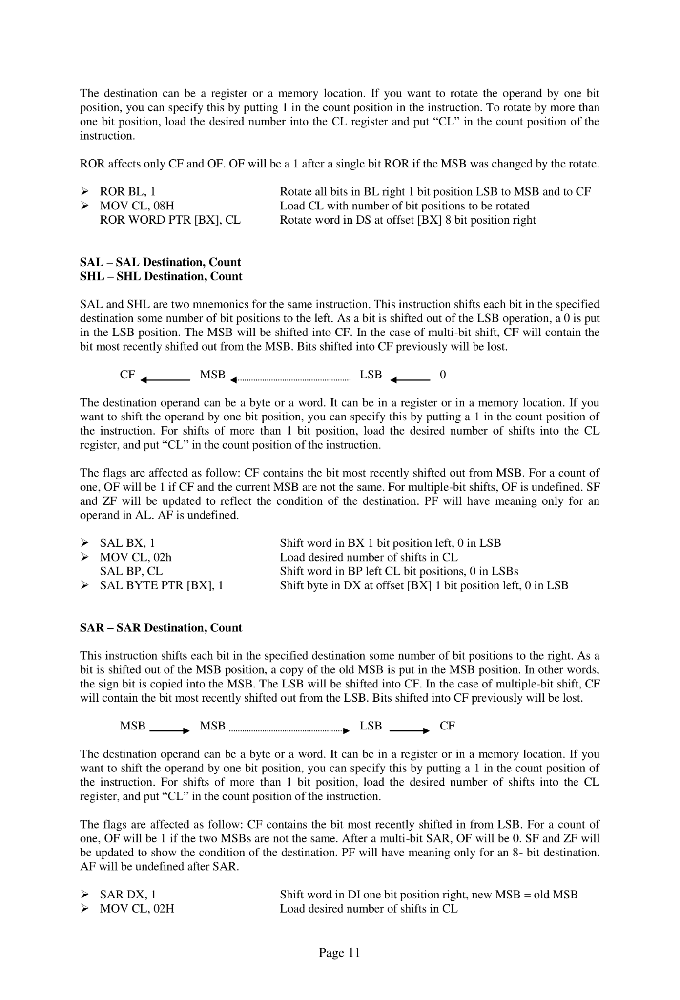 The destination can be a register or a memory location. If you want to rotate the operand by one bit
position, you can specify this by putting 1 in the count position in the instruction. To rotate by more than
one bit position, load the desired number into the CL register and put “CL” in the count position of the
instruction.
ROR affects only CF and OF. OF will be a 1 after a single bit ROR if the MSB was changed by the rotate.
➢ ROR BL, 1 Rotate all bits in BL right 1 bit position LSB to MSB and to CF
➢ MOV CL, 08H Load CL with number of bit positions to be rotated
ROR WORD PTR [BX], CL Rotate word in DS at offset [BX] 8 bit position right
SAL – SAL Destination, Count
SHL – SHL Destination, Count
SAL and SHL are two mnemonics for the same instruction. This instruction shifts each bit in the specified
destination some number of bit positions to the left. As a bit is shifted out of the LSB operation, a 0 is put
in the LSB position. The MSB will be shifted into CF. In the case of multi-bit shift, CF will contain the
bit most recently shifted out from the MSB. Bits shifted into CF previously will be lost.
CF MSB LSB 0
The destination operand can be a byte or a word. It can be in a register or in a memory location. If you
want to shift the operand by one bit position, you can specify this by putting a 1 in the count position of
the instruction. For shifts of more than 1 bit position, load the desired number of shifts into the CL
register, and put “CL” in the count position of the instruction.
The flags are affected as follow: CF contains the bit most recently shifted out from MSB. For a count of
one, OF will be 1 if CF and the current MSB are not the same. For multiple-bit shifts, OF is undefined. SF
and ZF will be updated to reflect the condition of the destination. PF will have meaning only for an
operand in AL. AF is undefined.
➢ SAL BX, 1 Shift word in BX 1 bit position left, 0 in LSB
➢ MOV CL, 02h Load desired number of shifts in CL
SAL BP, CL Shift word in BP left CL bit positions, 0 in LSBs
➢ SAL BYTE PTR [BX], 1 Shift byte in DX at offset [BX] 1 bit position left, 0 in LSB
SAR – SAR Destination, Count
This instruction shifts each bit in the specified destination some number of bit positions to the right. As a
bit is shifted out of the MSB position, a copy of the old MSB is put in the MSB position. In other words,
the sign bit is copied into the MSB. The LSB will be shifted into CF. In the case of multiple-bit shift, CF
will contain the bit most recently shifted out from the LSB. Bits shifted into CF previously will be lost.
MSB MSB LSB CF
The destination operand can be a byte or a word. It can be in a register or in a memory location. If you
want to shift the operand by one bit position, you can specify this by putting a 1 in the count position of
the instruction. For shifts of more than 1 bit position, load the desired number of shifts into the CL
register, and put “CL” in the count position of the instruction.
The flags are affected as follow: CF contains the bit most recently shifted in from LSB. For a count of
one, OF will be 1 if the two MSBs are not the same. After a multi-bit SAR, OF will be 0. SF and ZF will
be updated to show the condition of the destination. PF will have meaning only for an 8- bit destination.
AF will be undefined after SAR.
➢ SAR DX, 1 Shift word in DI one bit position right, new MSB = old MSB
➢ MOV CL, 02H Load desired number of shifts in CL
Page 11